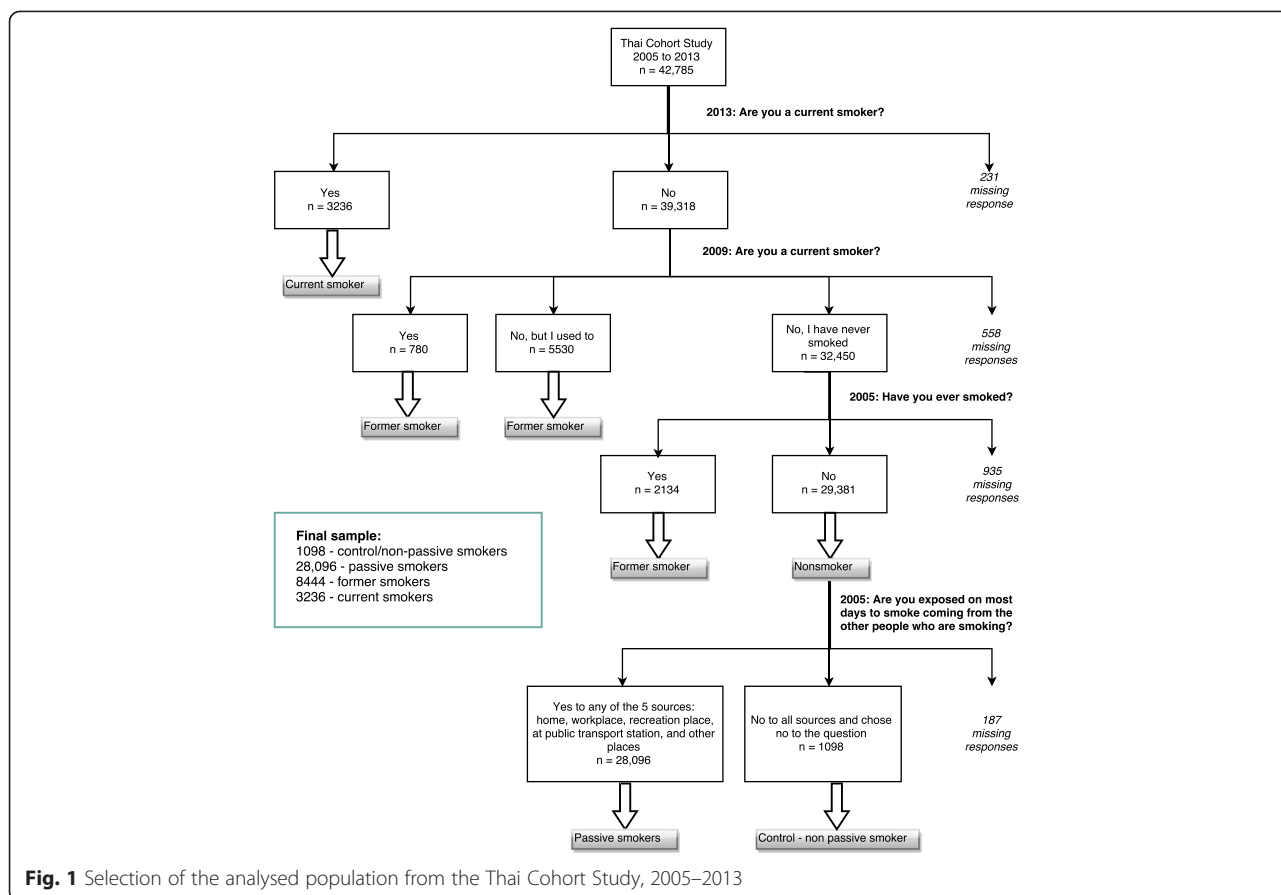 Thai Cohort Study
2005 to 2013
n = 42,785
2013: Are you a current smoker?
Yes
n = 3236
No
n = 39,318
231
missing
response
Current smoker
2009: Are you a current smoker?
Yes
n = 780
No, but I used to
n = 5530
No, I have never
smoked
n = 32,450
558
missing
responses
Former smoker
Former smoker
2005: Have you ever smoked?
Yes
n = 2134
No
n = 29,381
935
missing
responses
Former smoker
Nonsmoker
Final sample:
1098 - control/non-passive smokers
28,096 - passive smokers
8444 - former smokers
3236 - current smokers
2005: Are you exposed on most
days to smoke coming from the
other people who are smoking?
Yes to any of the 5 sources:
home, workplace, recreation place,
at public transport station, and other
places
n = 28,096
No to all sources and chose
no to the question
n = 1098
187
missing
responses
Passive smokers
Control - non passive smoker
Fig. 1 Selection of the analysed population from the Thai Cohort Study, 2005–2013